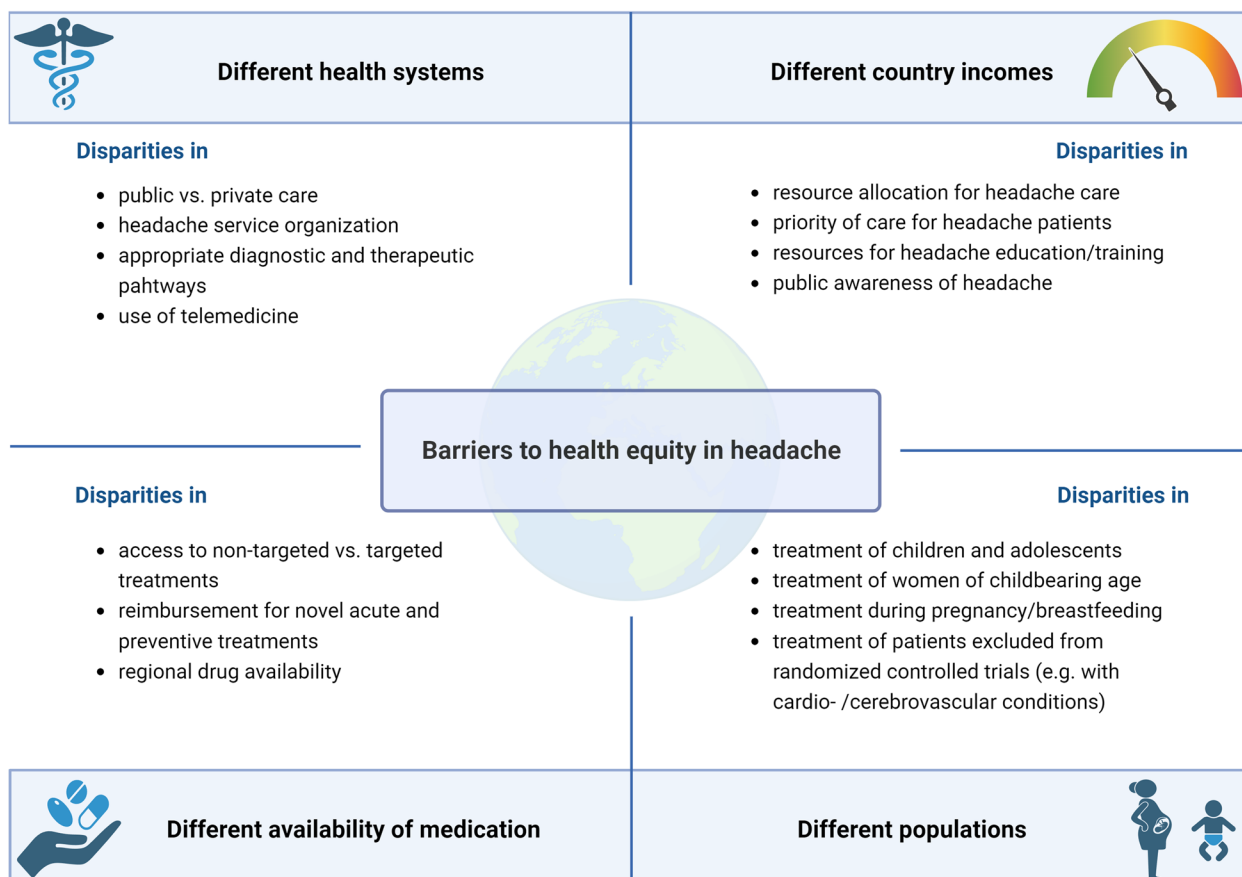 Different health systems
Disparities in
• public vs. private care
• headache service organization
• appropriate diagnostic and therapeutic
pahtways
• use of telemedicine
Different country incomes
Disparities in
• resource allocation for headache care
• priority of care for headache patients
• resources for headache education/training
• public awareness of headache
Barriers to health equity in headache
Disparities in
• access to non-targeted vs. targeted
treatments
• reimbursement for novel acute and
preventive treatments
• regional drug availability
Different availability of medication
Disparities in
• treatment of children and adolescents
• treatment of women of childbearing age
• treatment during pregnancy/breastfeeding
• treatment of patients excluded from
randomized controlled trials (e.g. with
cardio- /cerebrovascular conditions)
Different populations